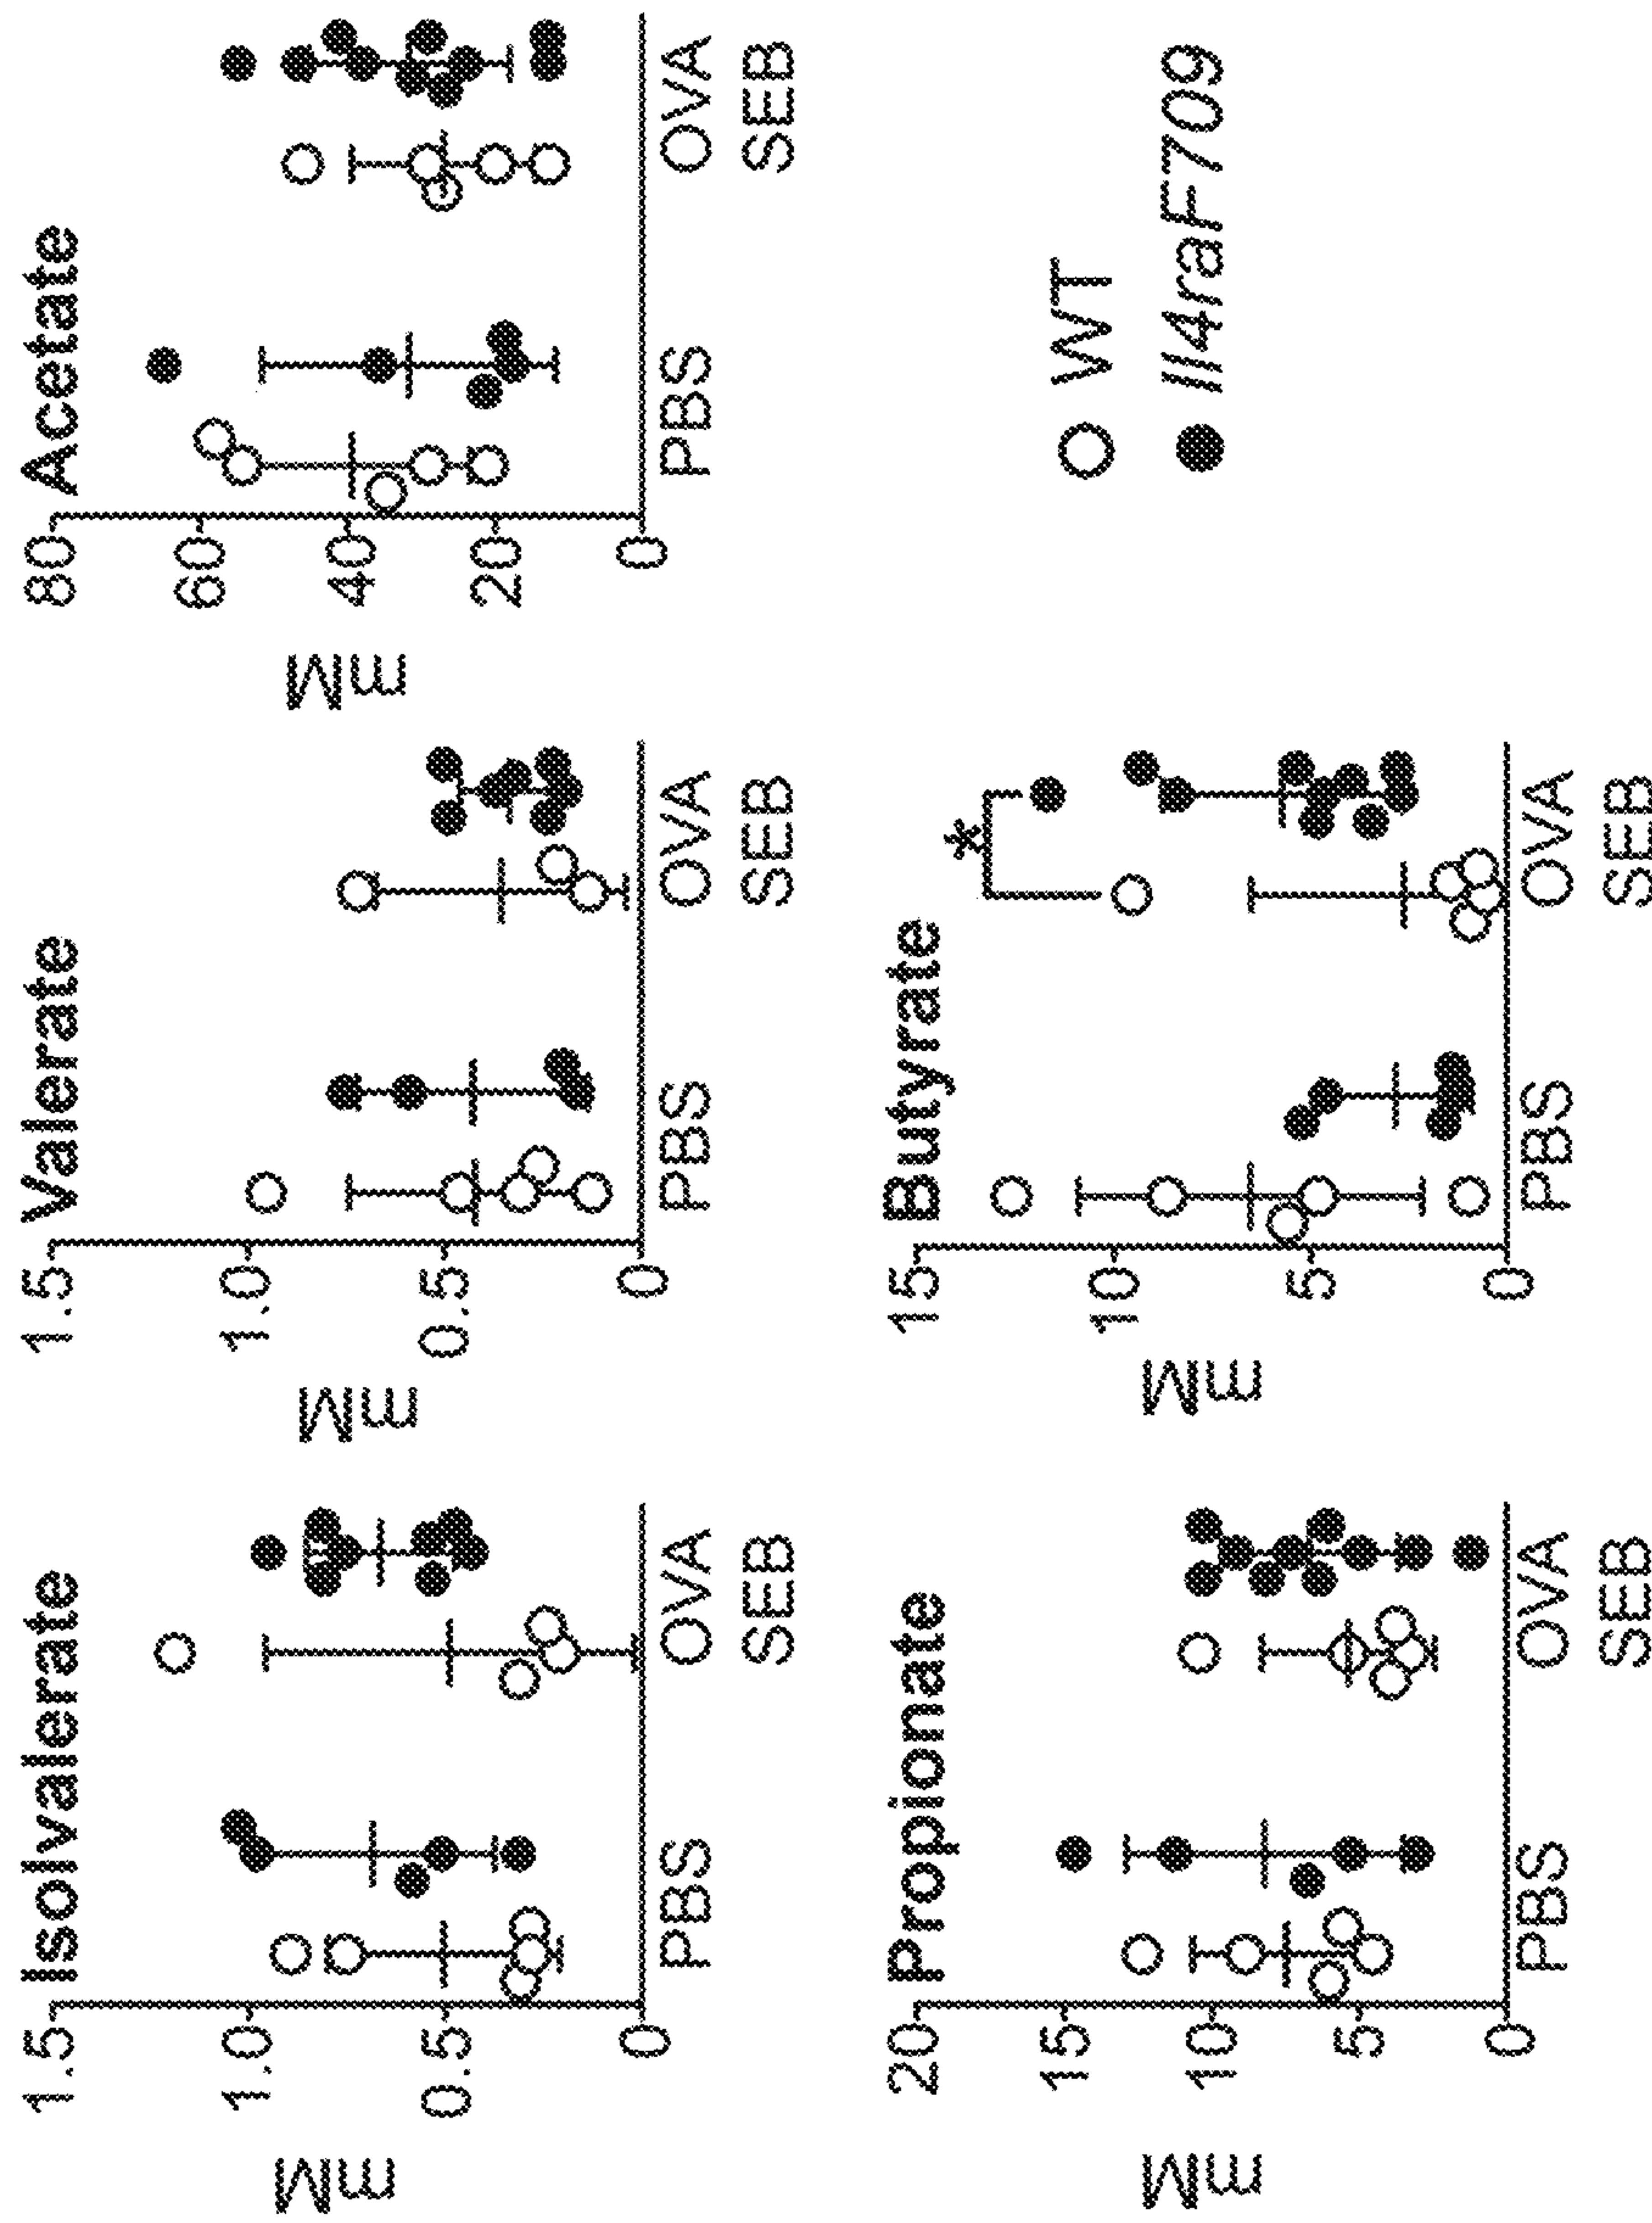 Isolvalerate
mM
1.5
1.0
0.5
0
PBS
OVA
SEB
Valerate
mM
1.5
1.0
0.5
0
PBS
OVA
SEB
Acetate
mM
80
60
40
20
0
PBS
OVA
SEB
Propionate
mM
20
15
10
5
0
PBS
OVA
SEB
Butyrate
mM
15
10
5
0
*
PBS
OVA
SEB
WT
Il4raF709